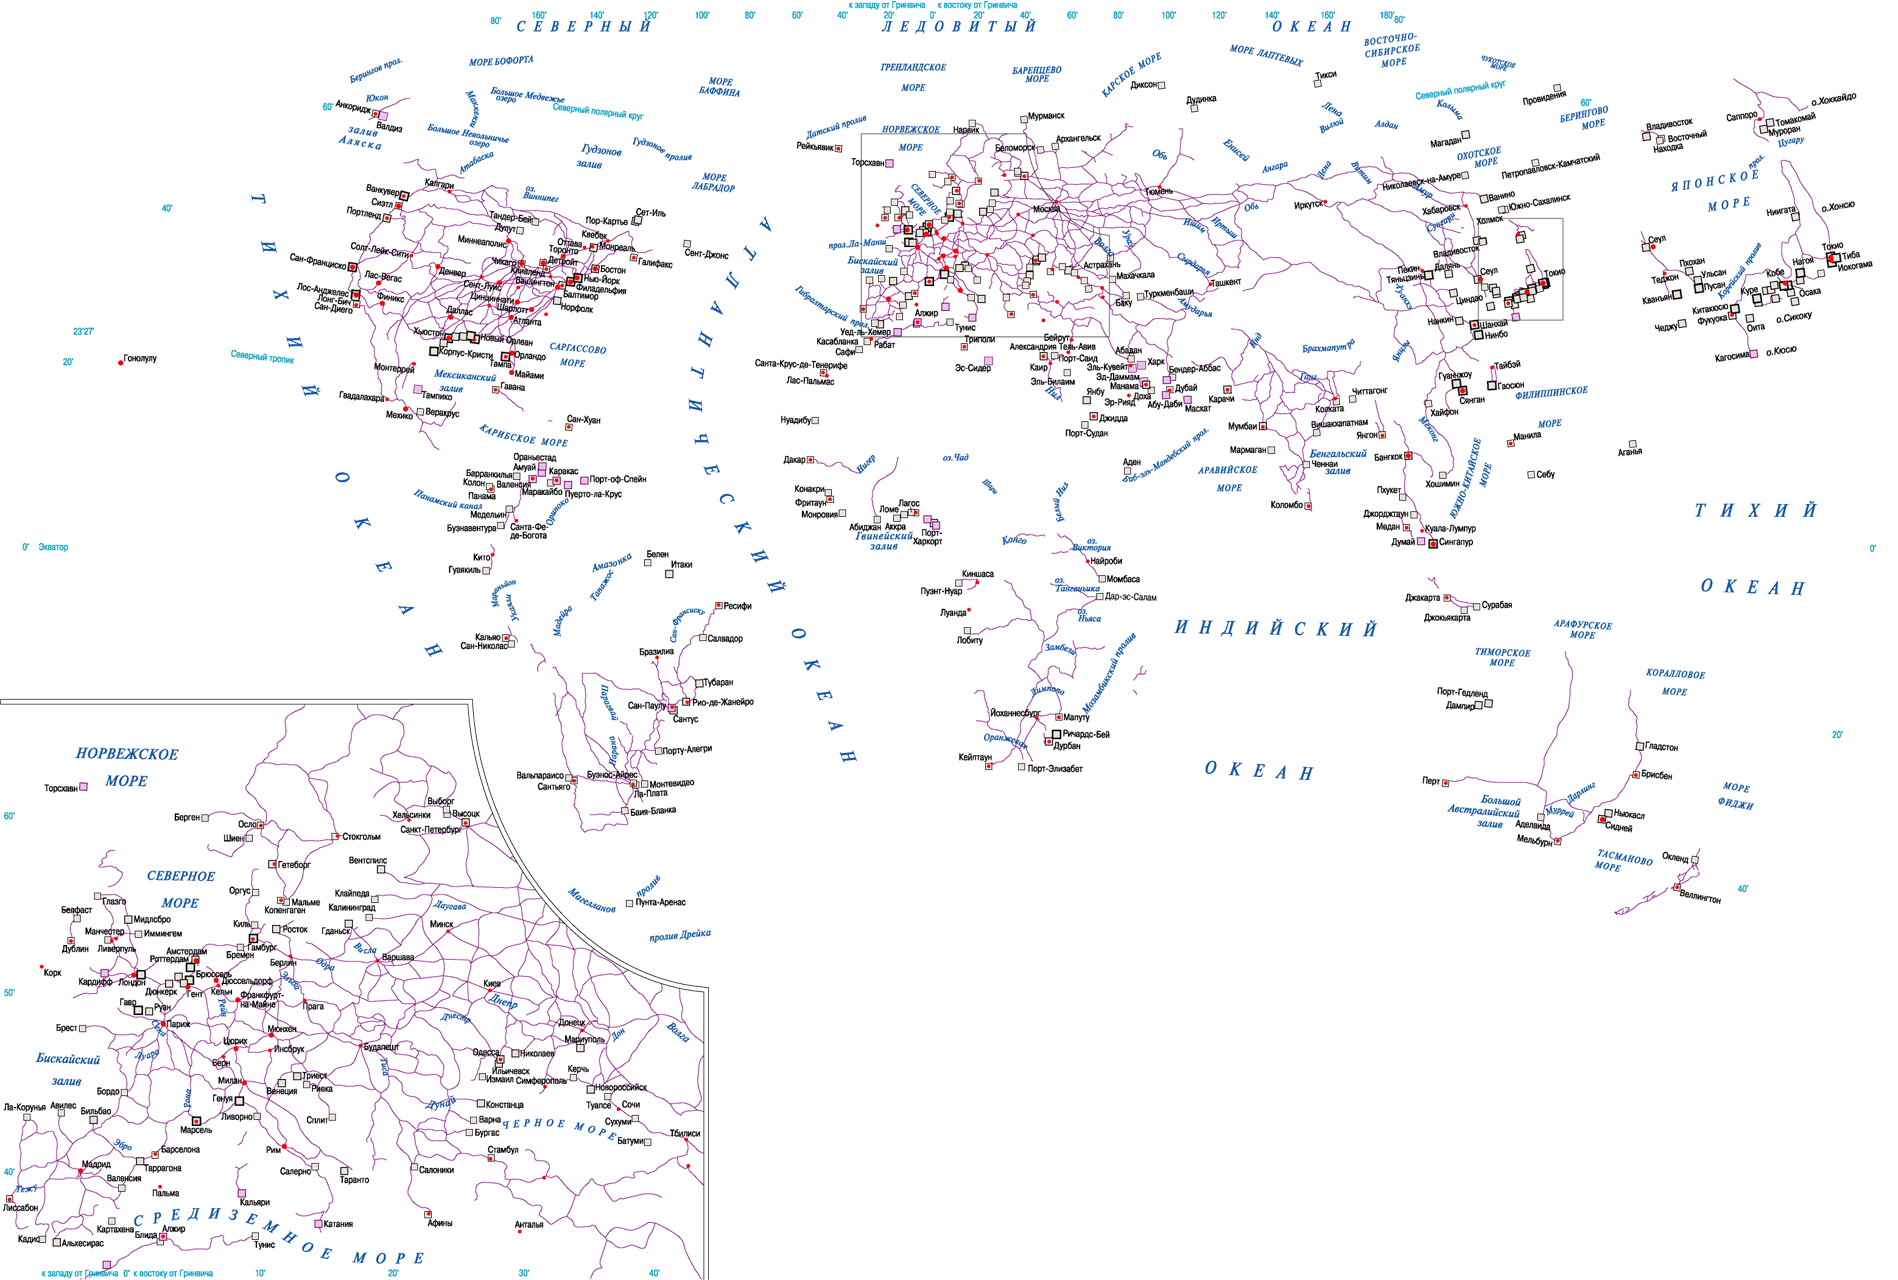 к западу от Гринвича к востоку от Гринвича
80° 160° 140° 120° 100° 80° 60° 40° 20° 0° 20° 40° 60° 80° 100° 120° 140° 160° 180° 80°
СЕВЕРНЫЙ ЛЕДОВИТЫЙ ОКЕАН
Берингов прол.
МОРЕ БОФОРТА
МОРЕ
БАФФИНА
ГРЕНЛАНДСКОЕ
МОРЕ
БАРЕНЦЕВО
МОРЕ
КАРСКОЕ МОРЕ
МОРЕ ЛАПТЕВЫХ
ВОСТОЧНО-
СИБИРСКОЕ
МОРЕ
ЧУКОТСКОЕ
МОРЕ
Диксон
Тикси
Дудинка
Провидения
Северный полярный круг
Северный полярный круг
60°
60°
Юкон
Анкоридж
Валдиз
залив
Аляска
Большое Медвежье
озеро
Большое Невольничье
озеро
Атабаска
Гудзонов
залив
Гудзонов пролив
МОРЕ
ЛАБРАДОР
оз.
Виннипег
Датский пролив
Рейкьявик
Торсхавн
НОРВЕЖСКОЕ
МОРЕ
Нарвик
Мурманск
Беломорск
Архангельск
Обь
Енисей
Ангара
Лена
Вилюй
Алдан
Колыма
Лена
Витим
Амур
Магадан
ОХОТСКОЕ
МОРЕ
БЕРИНГОВО
МОРЕ
Петропавловск-Камчатский
Николаевск-на-Амуре
Ванино
Южно-Сахалинск
Холмск
Хабаровск
Сунгари
Владивосток
Иркутск
Тюмень
Москва
Ишим
Иртыш
Обь
Урал
Волга
Сырдарья
Амударья
Астрахань
Махачкала
Туркменбаши
Баку
Ташкент
СЕВЕРНОЕ
МОРЕ
прол.Ла-Манш
Бискайский
залив
Гибралтарский прол.
40°
Ванкувер
Калгари
Сиэтл
Портленд
Тандер-Бей
Дулут
Миннеаполис
Пор-Картье
Сет-Иль
Квебек
Оттава
Монреаль
Торонто
Галифакс
Сент-Джонс
Солт-Лейк-Сити
Сан-Франциско
Лас-Вегас
Лос-Анджелес
Лонг-Бич
Сан-Диего
Финикс
Денвер
Чикаго
Детройт
Кливленд
Бостон
Нью-Йорк
Вашингтон
Филадельфия
Балтимор
Норфолк
Сент-Луис
Цинциннати
Шарлотт
Атланта
Даллас
Хьюстон
Новый Орлеан
Корпус-Кристи
Орландо
Тампа
Майами
23°27'
20°
Гонолулу
Северный тропик
САРГАССОВО
МОРЕ
Мексиканский
залив
Монтеррей
Тампико
Гавана
Гвадалахара
Мехико
Веракрус
Сан-Хуан
КАРИБСКОЕ МОРЕ
Ораньестад
Амуай
Барранкилья
Колон
Валенсия
Панама
Каракас
Маракайбо
Порт-оф-Спейн
Пуерто-ла-Крус
Панамский канал
Медельин
Буэнавентура
Санта-Фе-
де-Богота
Ориноко
Кито
Гуаякиль
0° Экватор
0°
Амазонка
Белен
Итаки
Тапажос
Мадейра
Мараньон
Укаяли
Ресифи
Сан-Франсиску
Салвадор
Кальяо
Сан-Николас
Бразилиа
Тубаран
Сан-Паулу
Рио-де-Жанейро
Сантус
Парагвай
Парана
Порту-Алегри
Вальпараисо
Сантьяго
Буэнос-Айрес
Монтевидео
Ла-Плата
Баия-Бланка
Магелланов
пролив
Пунта-Аренас
пролив Дрейка
ТИХИЙ ОКЕАН
АТЛАНТИЧЕСКИЙ ОКЕАН
Уед-ль-Хемер
Касабланка
Рабат
Сафи
Алжир
Тунис
Триполи
Эс-Сидер
Санта-Крус-де-Тенерифе
Лас-Пальмас
Нуадибу
Дакар
Нигер
Конакри
Фритаун
Монровия
Абиджан
Ломе
Лагос
Аккра
Порт-
Харкорт
Гвинейский
залив
оз.Чад
Шари
Белый Нил
Бейрут
Александрия
Тель-Авив
Каир
Порт-Саид
Эль-Билаим
Нил
Абадан
Эль-Кувейт
Харк
Эд-Даммам
Манама
Янбу
Эр-Рияд
Доха
Бендер-Аббас
Дубай
Абу-Даби
Маскат
Карачи
Джидда
Порт-Судан
Аден
Баб-эль-Мандебский прол.
АРАВИЙСКОЕ
МОРЕ
Инд
Брахмапутра
Ганг
Читтагонг
Колката
Мумбаи
Вишакхапатнам
Янгон
Мармаган
Ченнаи
Бенгальский
залив
Коломбо
Бангкок
Пхукет
Джорджтаун
Медан
Куала-Лумпур
Думай
Сингапур
Хошимин
Меконг
ЮЖНО-КИТАЙСКОЕ
МОРЕ
Хайфон
Гуанчжоу
Сянган
Тайбэй
Гаосюн
ФИЛИППИНСКОЕ
МОРЕ
Манила
Себу
Аганья
Пекин
Тяньцзинь
Далянь
Сеул
Токио
Циндао
Хуанхэ
Янцзы
Нанкин
Шанхай
Нинбо
Владивосток
Восточный
Находка
Саппоро
о.Хоккайдо
Томакомай
Муроран
Цугару
прол.
ЯПОНСКОЕ
МОРЕ
Ниигата
о.Хонсю
Сеул
Тэджон
Пхохан
Ульсан
Пусан
Кванъян
Чеджу
Корейский пролив
Токио
Тиба
Иокогама
Нагоя
Кобе
Куре
Осака
Китакюсю
Фукуока
Оита
о.Сикоку
Кагосима
о.Кюсю
ТИХИЙ
ОКЕАН
Конго
оз.
Виктория
Найроби
Момбаса
оз.
Танганьика
Дар-эс-Салам
оз.
Ньяса
Киншаса
Пуэнт-Нуар
Луанда
Лобиту
Замбези
Мозамбикский пролив
Лимпопо
Йоханнесбург
Мапуту
Ричардс-Бей
Дурбан
Оранжевая
Кейптаун
Порт-Элизабет
ИНДИЙСКИЙ
ОКЕАН
Джакарта
Сурабая
Джокьякарта
АРАФУРСКОЕ
МОРЕ
ТИМОРСКОЕ
МОРЕ
КОРАЛЛОВОЕ
МОРЕ
Порт-Гедленд
Дампир
20°
Гладстон
Брисбен
Перт
Большой
Австралийский
залив
Муррей
Дарлинг
Аделаида
Ньюкасл
Сидней
Мельбурн
МОРЕ
ФИДЖИ
ТАСМАНОВО
МОРЕ
Окленд
Веллингтон
40°
НОРВЕЖСКОЕ
МОРЕ
Торсхавн
60°
Берген
Осло
Шиен
Стокгольм
Хельсинки
Выборг
Высоцк
Санкт-Петербург
Гетеборг
Вентспилс
СЕВЕРНОЕ
МОРЕ
Оргус
Мальме
Копенгаген
Клайпеда
Калининград
Даугава
Глазго
Белфаст
Мидлсбро
Манчестер
Иммингем
Ливерпуль
Дублин
Корк
Кардифф
Лондон
Киль
Росток
Гамбург
Бремен
Гданьск
Минск
Висла
Варшава
Амстердам
Роттердам
Брюссель
Дюссельдорф
Дюнкерк
Гент
Кельн
Берлин
Одра
Эльба
Франкфурт-
на-Майне
Прага
50°
Гавр
Руан
Рейн
Сена
Париж
Брест
Луара
Киев
Днепр
Днестр
Донецк
Мариуполь
Дон
Волга
Мюнхен
Цюрих
Инсбрук
Берн
Будапешт
Тиса
Бискайский
залив
Одесса
Николаев
Ильичевск
Измаил
Симферополь
Керчь
Новороссийск
Туапсе
Сочи
Сухуми
Батуми
Тбилиси
Милан
Триест
Венеция
Риека
Генуя
Бордо
Рона
Ливорно
Сплит
Дунай
Констанца
Варна
Бургас
ЧЕРНОЕ МОРЕ
Ла-Корунья
Авилес
Бильбао
Марсель
Эбро
Барселона
Таррагона
Рим
Салерно
Таранто
Салоники
Стамбул
40°
Мадрид
Валенсия
Пальма
Тежу
Лиссабон
Кальяри
Катания
Афины
Анталья
Картахена
Кадис
Альхесирас
Алжир
Блида
Тунис
СРЕДИЗЕМНОЕ МОРЕ
к западу от Гринвича 0° к востоку от Гринвича 10° 20° 30° 40°